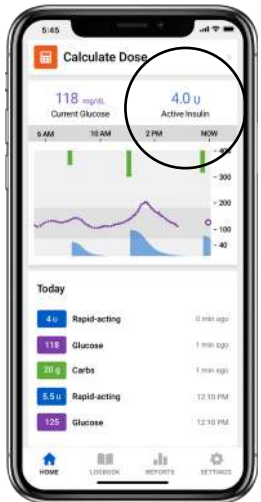 5:45
Calculate Dose
118 mg/dL 4.0 U
Current Glucose Active Insulin
6 AM 10 AM 2 PM NOW
400
300
200
100
40
Today
4 U Rapid-acting 0 min ago
118 Glucose 1 min ago
20 g Carbs 1 min ago
5.5 U Rapid-acting 12:10 PM
125 Glucose 12:10 PM
HOME LOGBOOK REPORTS SETTINGS